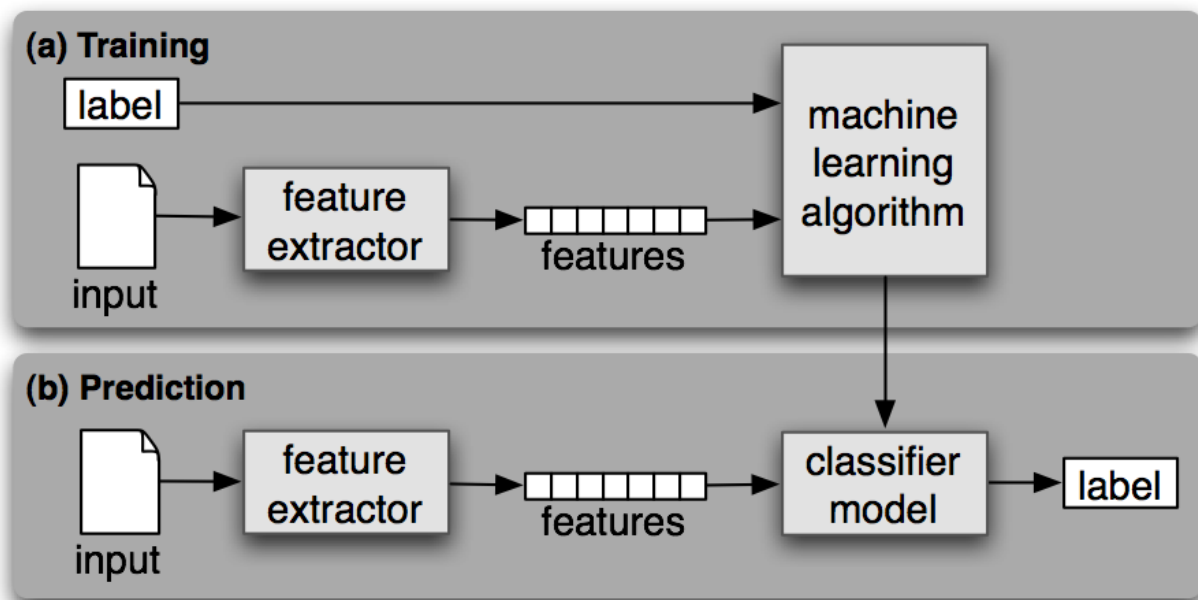 (a) Training
label
machine
learning
algorithm
feature
extractor
features
input
(b) Prediction
feature
extractor
features
input
classifier
model
label